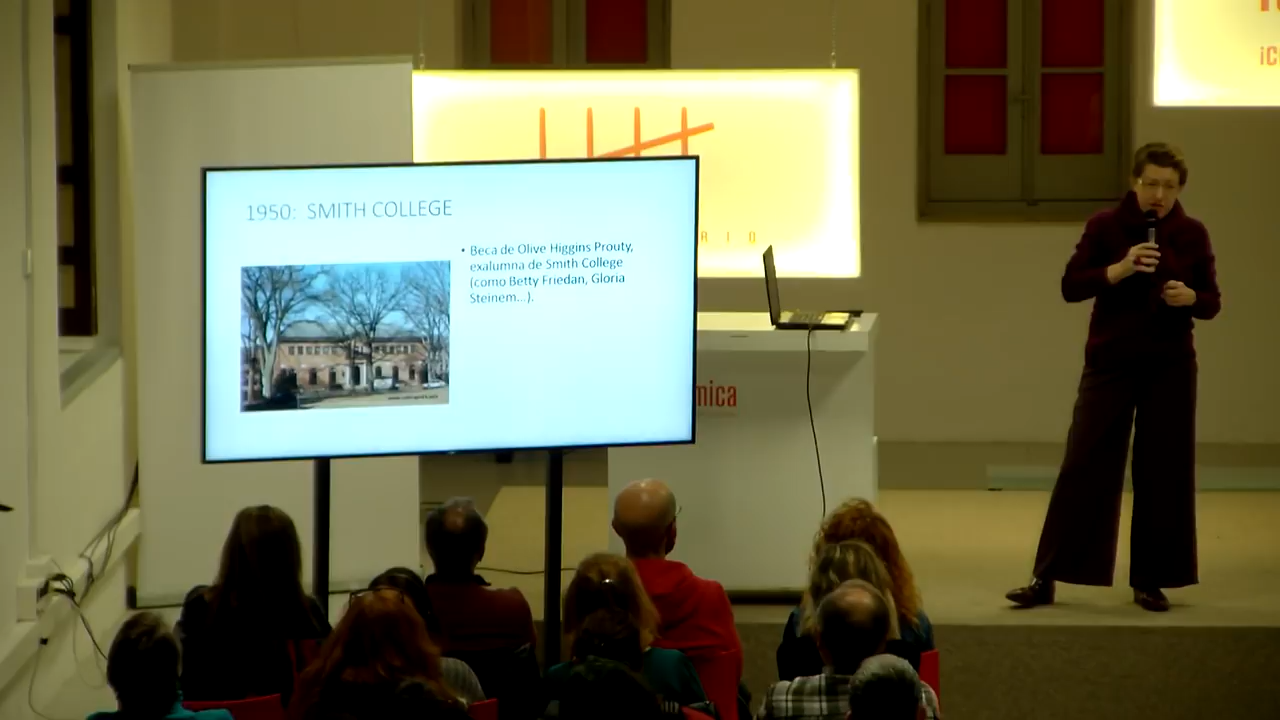 1950: SMITH COLLEGE
• Beca de Olive Higgins Prouty,
exalumna de Smith College
(como Betty Friedan, Gloria
Steinem...).
mica